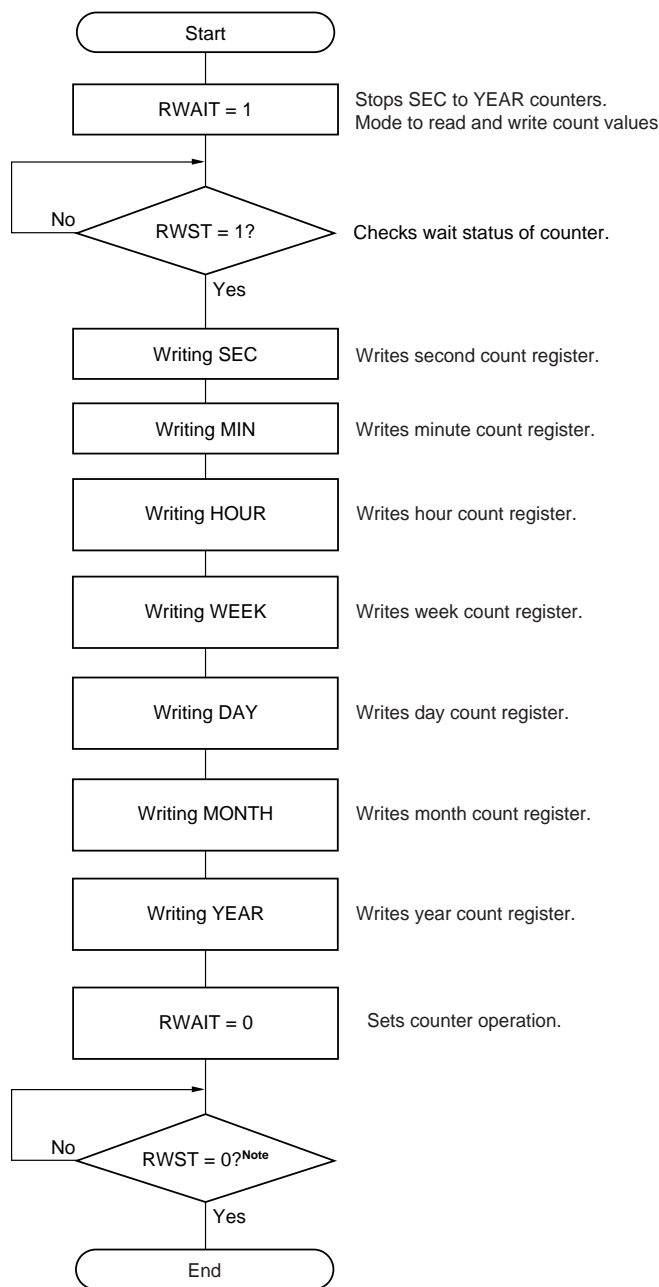 Start
RWAIT = 1
Stops SEC to YEAR counters.
Mode to read and write count values
No
RWST = 1?
Checks wait status of counter.
Yes
Writing SEC
Writes second count register.
Writing MIN
Writes minute count register.
Writing HOUR
Writes hour count register.
Writing WEEK
Writes week count register.
Writing DAY
Writes day count register.
Writing MONTH
Writes month count register.
Writing YEAR
Writes year count register.
RWAIT = 0
Sets counter operation.
No
RWST = 0?Note
Yes
End